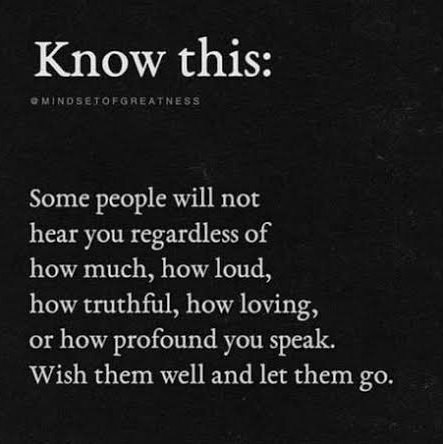 Know this:
@MINDSETOFGREATNESS
Some people will not
hear you regardless of
how much, how loud,
how truthful, how loving,
or how profound you speak.
Wish them well and let them go.